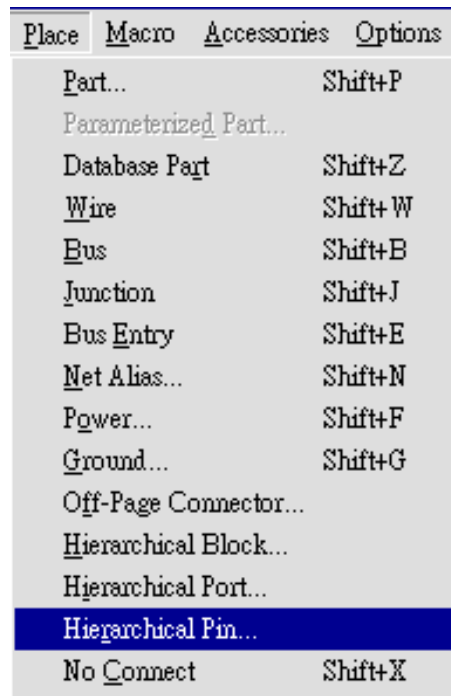 Place Macro Accessories Options
Part... Shift+P
Parameterized Part...
Database Part Shift+Z
Wire Shift+W
Bus Shift+B
Junction Shift+J
Bus Entry Shift+E
Net Alias... Shift+N
Power... Shift+F
Ground... Shift+G
Off-Page Connector...
Hierarchical Block...
Hierarchical Port...
Hierarchical Pin...
No Connect Shift+X